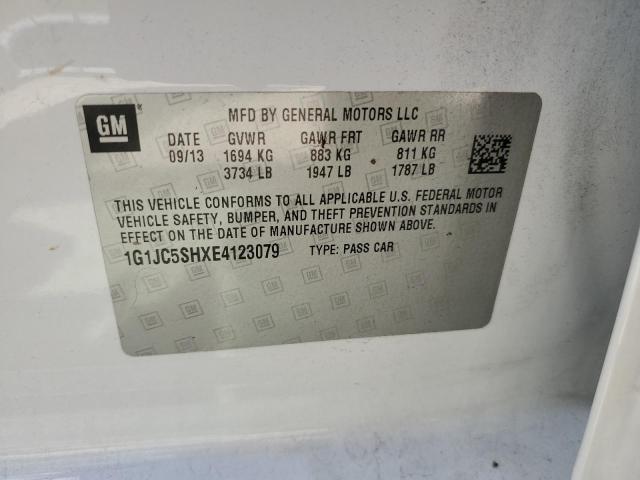 GM
MFD BY GENERAL MOTORS LLC
DATE GVWR GAWR FRT GAWR RR
09/13 1694 KG 883 KG 811 KG
3734 LB 1947 LB 1787 LB
THIS VEHICLE CONFORMS TO ALL APPLICABLE U.S. FEDERAL MOTOR
VEHICLE SAFETY, BUMPER, AND THEFT PREVENTION STANDARDS IN
EFFECT ON THE DATE OF MANUFACTURE SHOWN ABOVE.
1G1JC5SHXE4123079 TYPE: PASS CAR